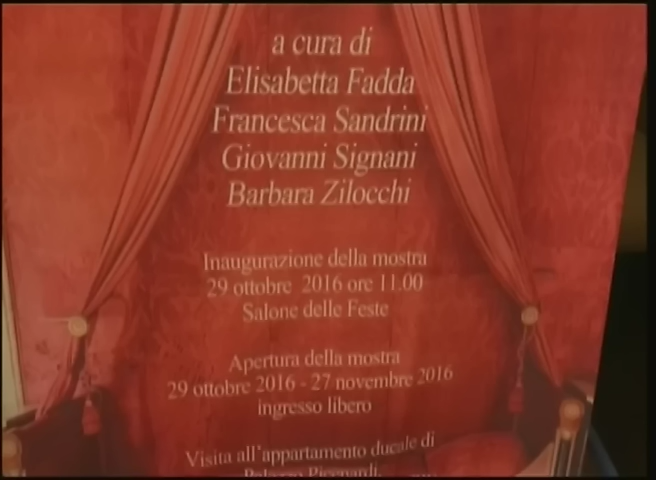 a cura di
Elisabetta Fadda
Francesca Sandrini
Giovanni Signani
Barbara Zilocchi
Inaugurazione della mostra
29 ottobre 2016 ore 11.00
Salone delle Feste
Apertura della mostra
29 ottobre 2016 - 27 novembre 2016
ingresso libero
Visita all'appartamento ducale di
Palazzo